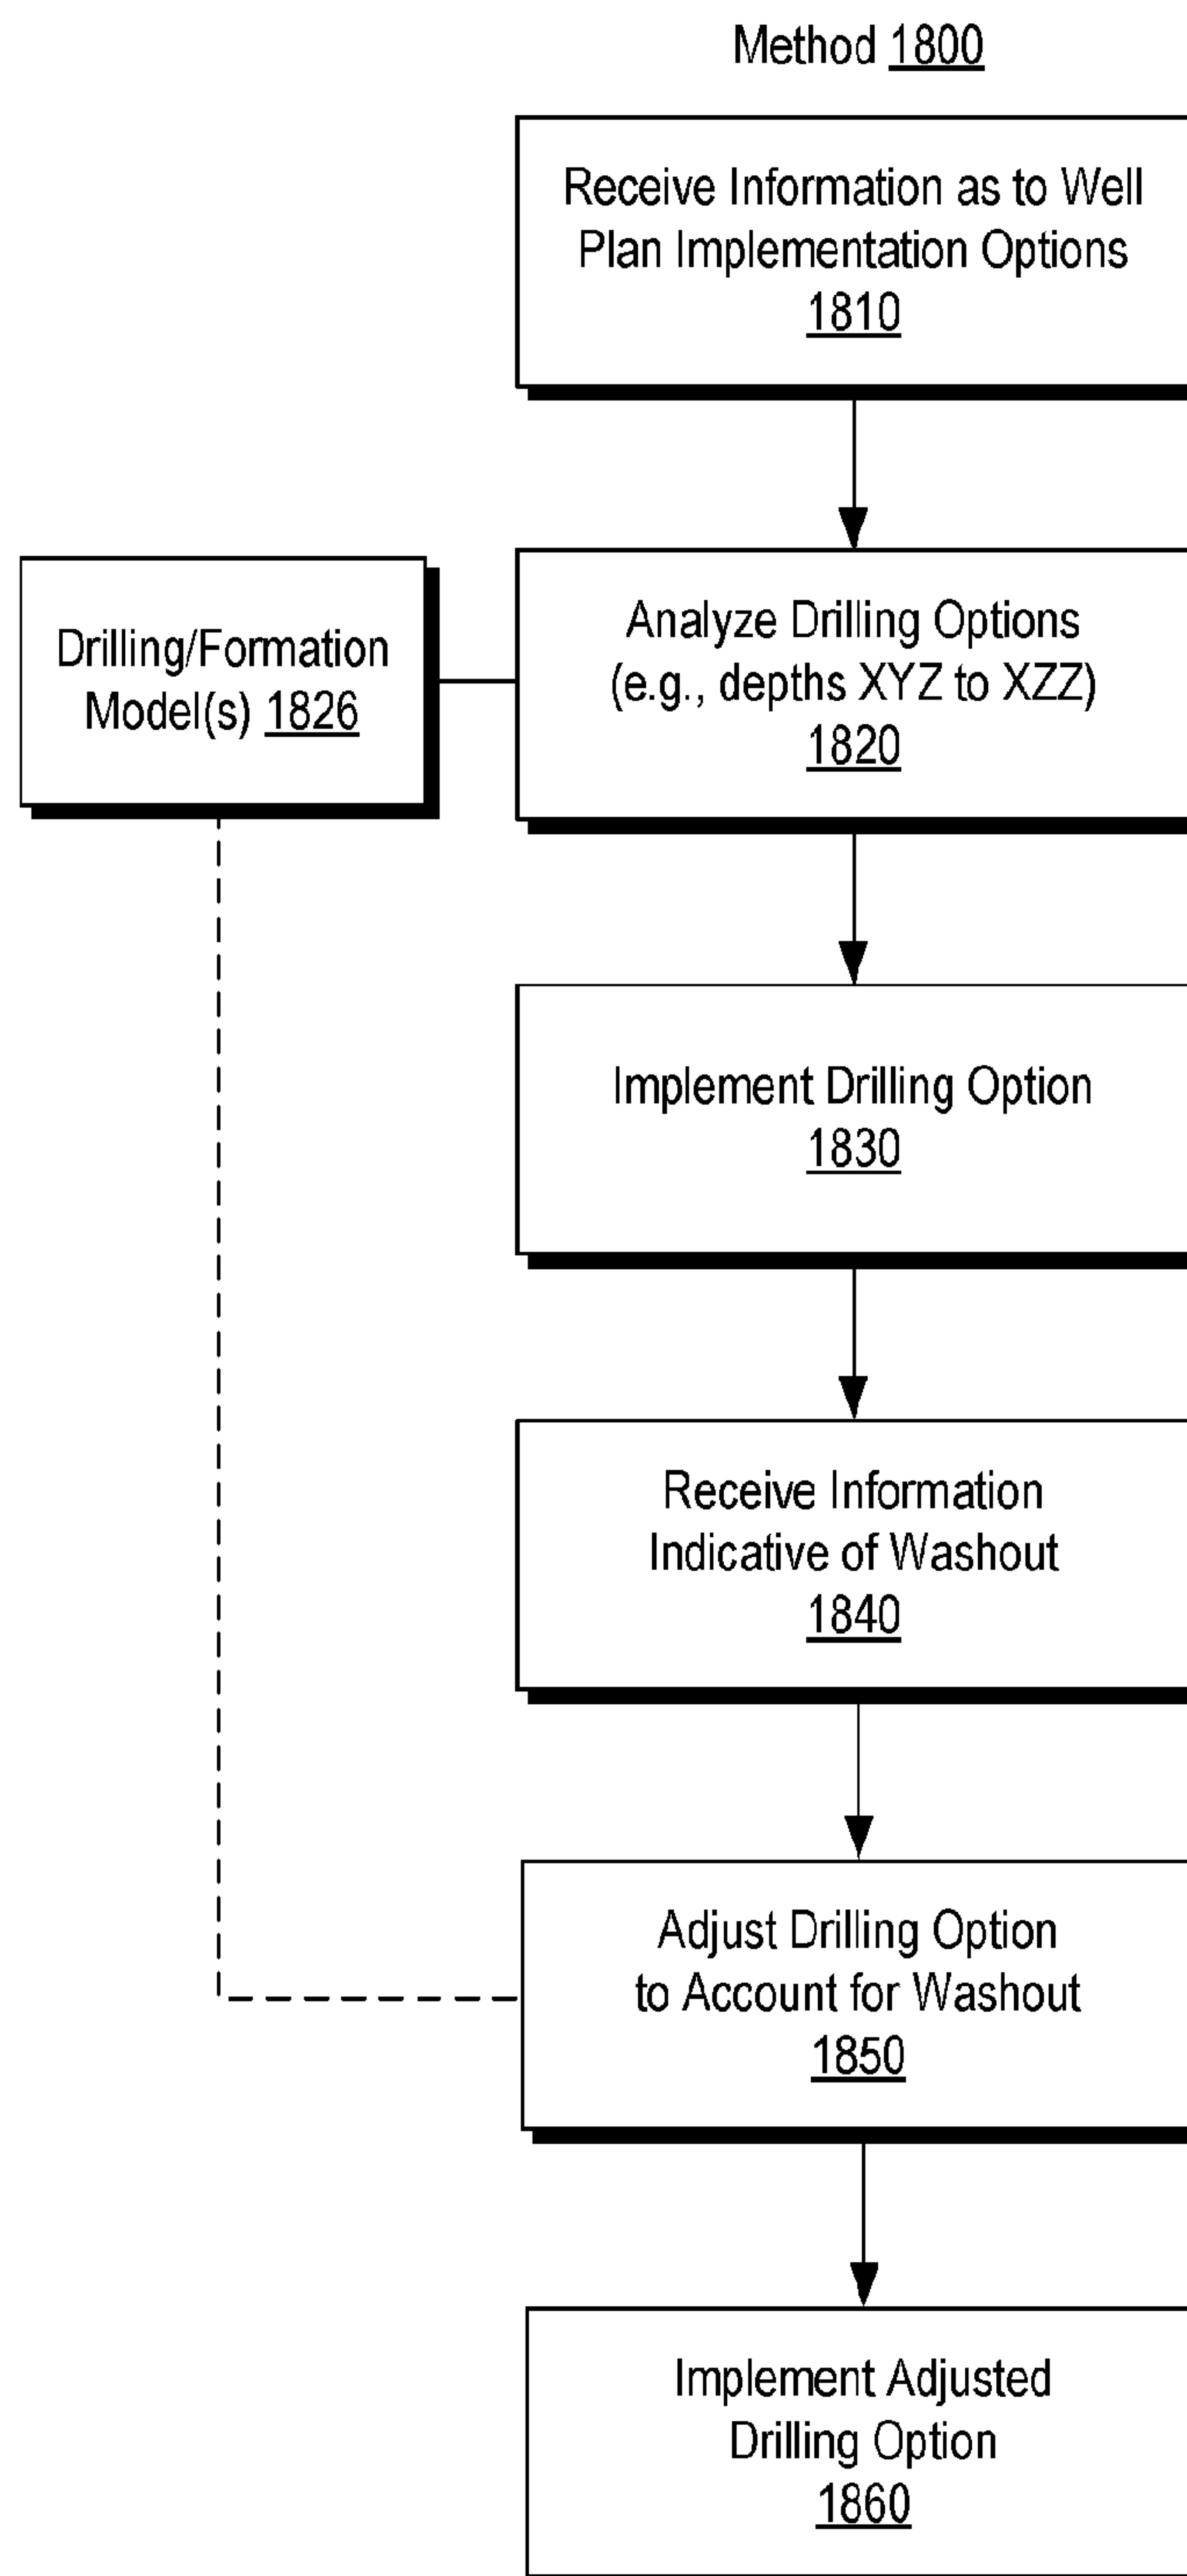 Method 1800
Receive Information as to Well
Plan Implementation Options
1810
Drilling/Formation
Model(s) 1826
Analyze Drilling Options
(e.g., depths XYZ to XZZ)
1820
Implement Drilling Option
1830
Receive Information
Indicative of Washout
1840
Adjust Drilling Option
to Account for Washout
1850
Implement Adjusted
Drilling Option
1860